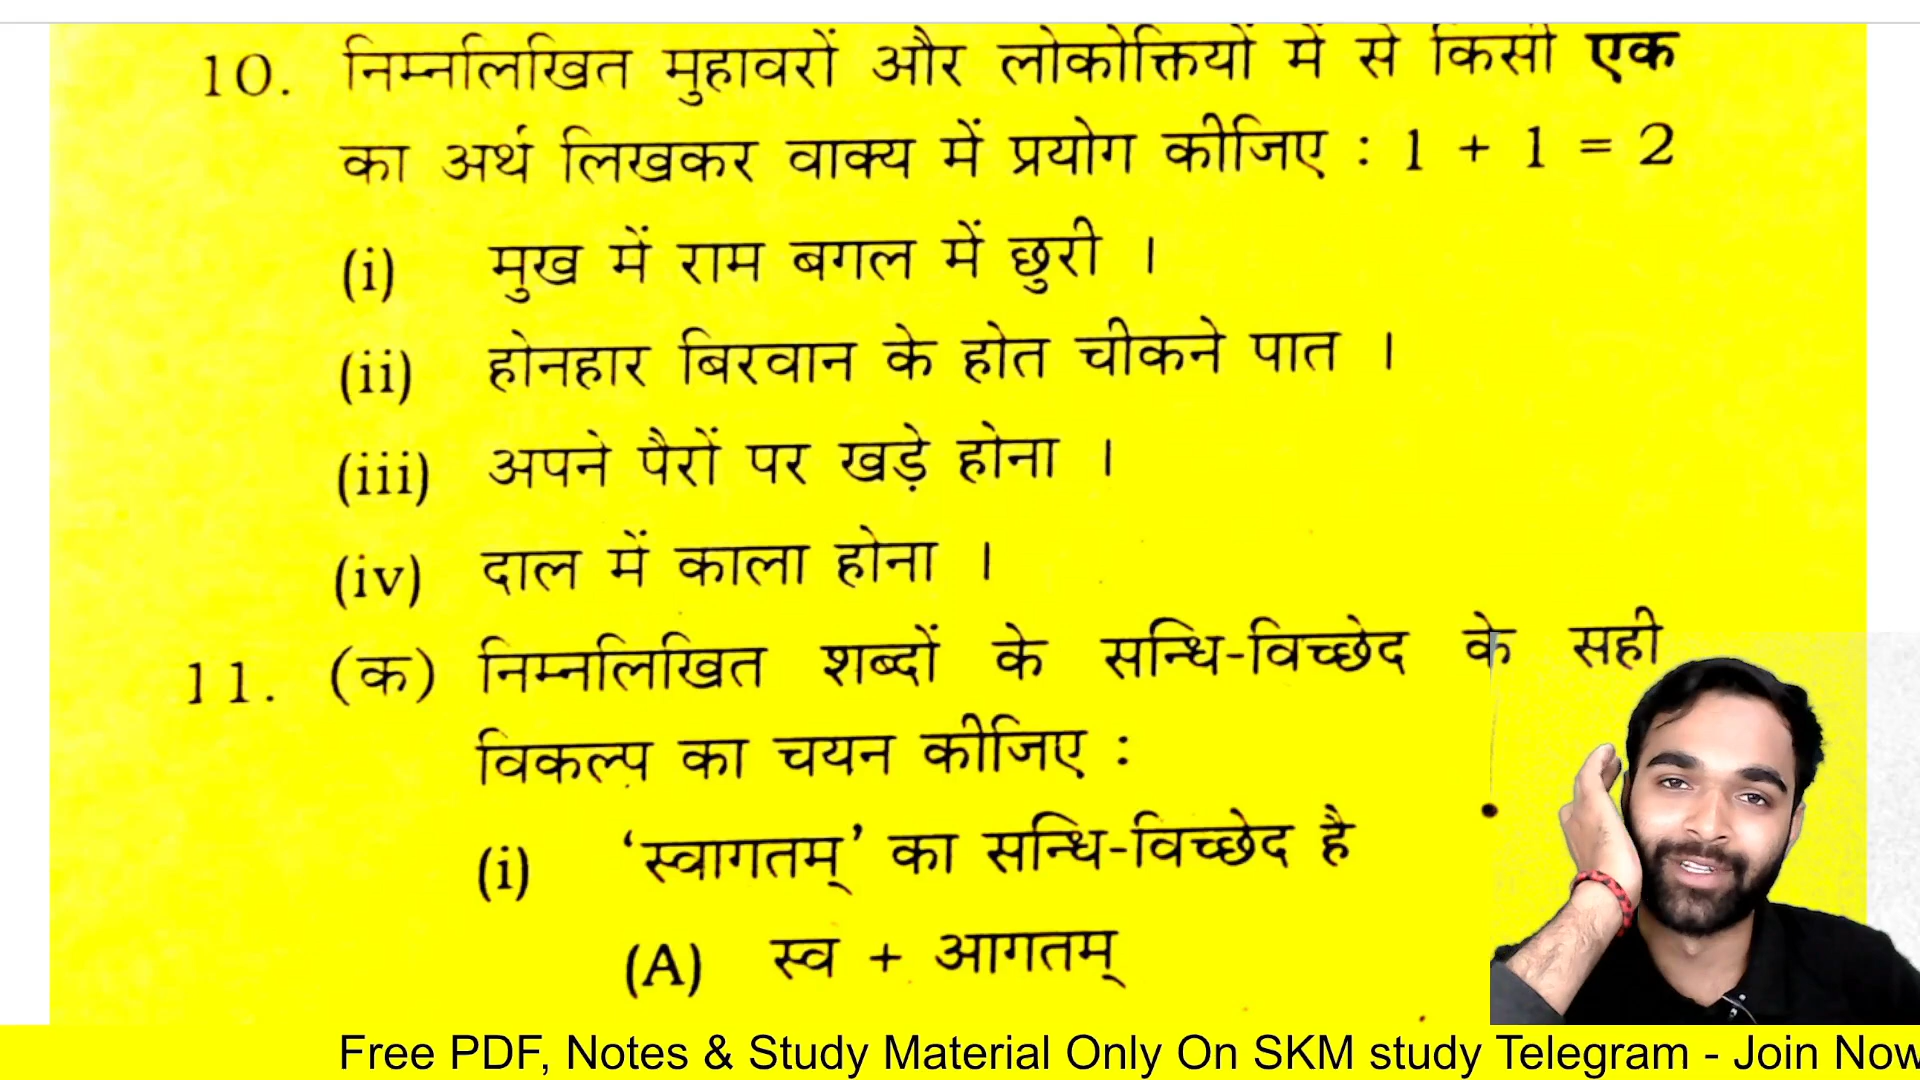 10. निम्नलिखित मुहावरों और लोकोक्तियों में से किसी एक
का अर्थ लिखकर वाक्य में प्रयोग कीजिए : 1 + 1 = 2
(i) मुख में राम बगल में छुरी ।
(ii) होनहार बिरवान के होत चीकने पात ।
(iii) अपने पैरों पर खड़े होना ।
(iv) दाल में काला होना ।
11. (क) निम्नलिखित शब्दों के सन्धि-विच्छेद के सही
विकल्प का चयन कीजिए :
(i) ‘स्वागतम्’ का सन्धि-विच्छेद है
(A) स्व + आगतम्
Free PDF, Notes & Study Material Only On SKM study Telegram - Join Now